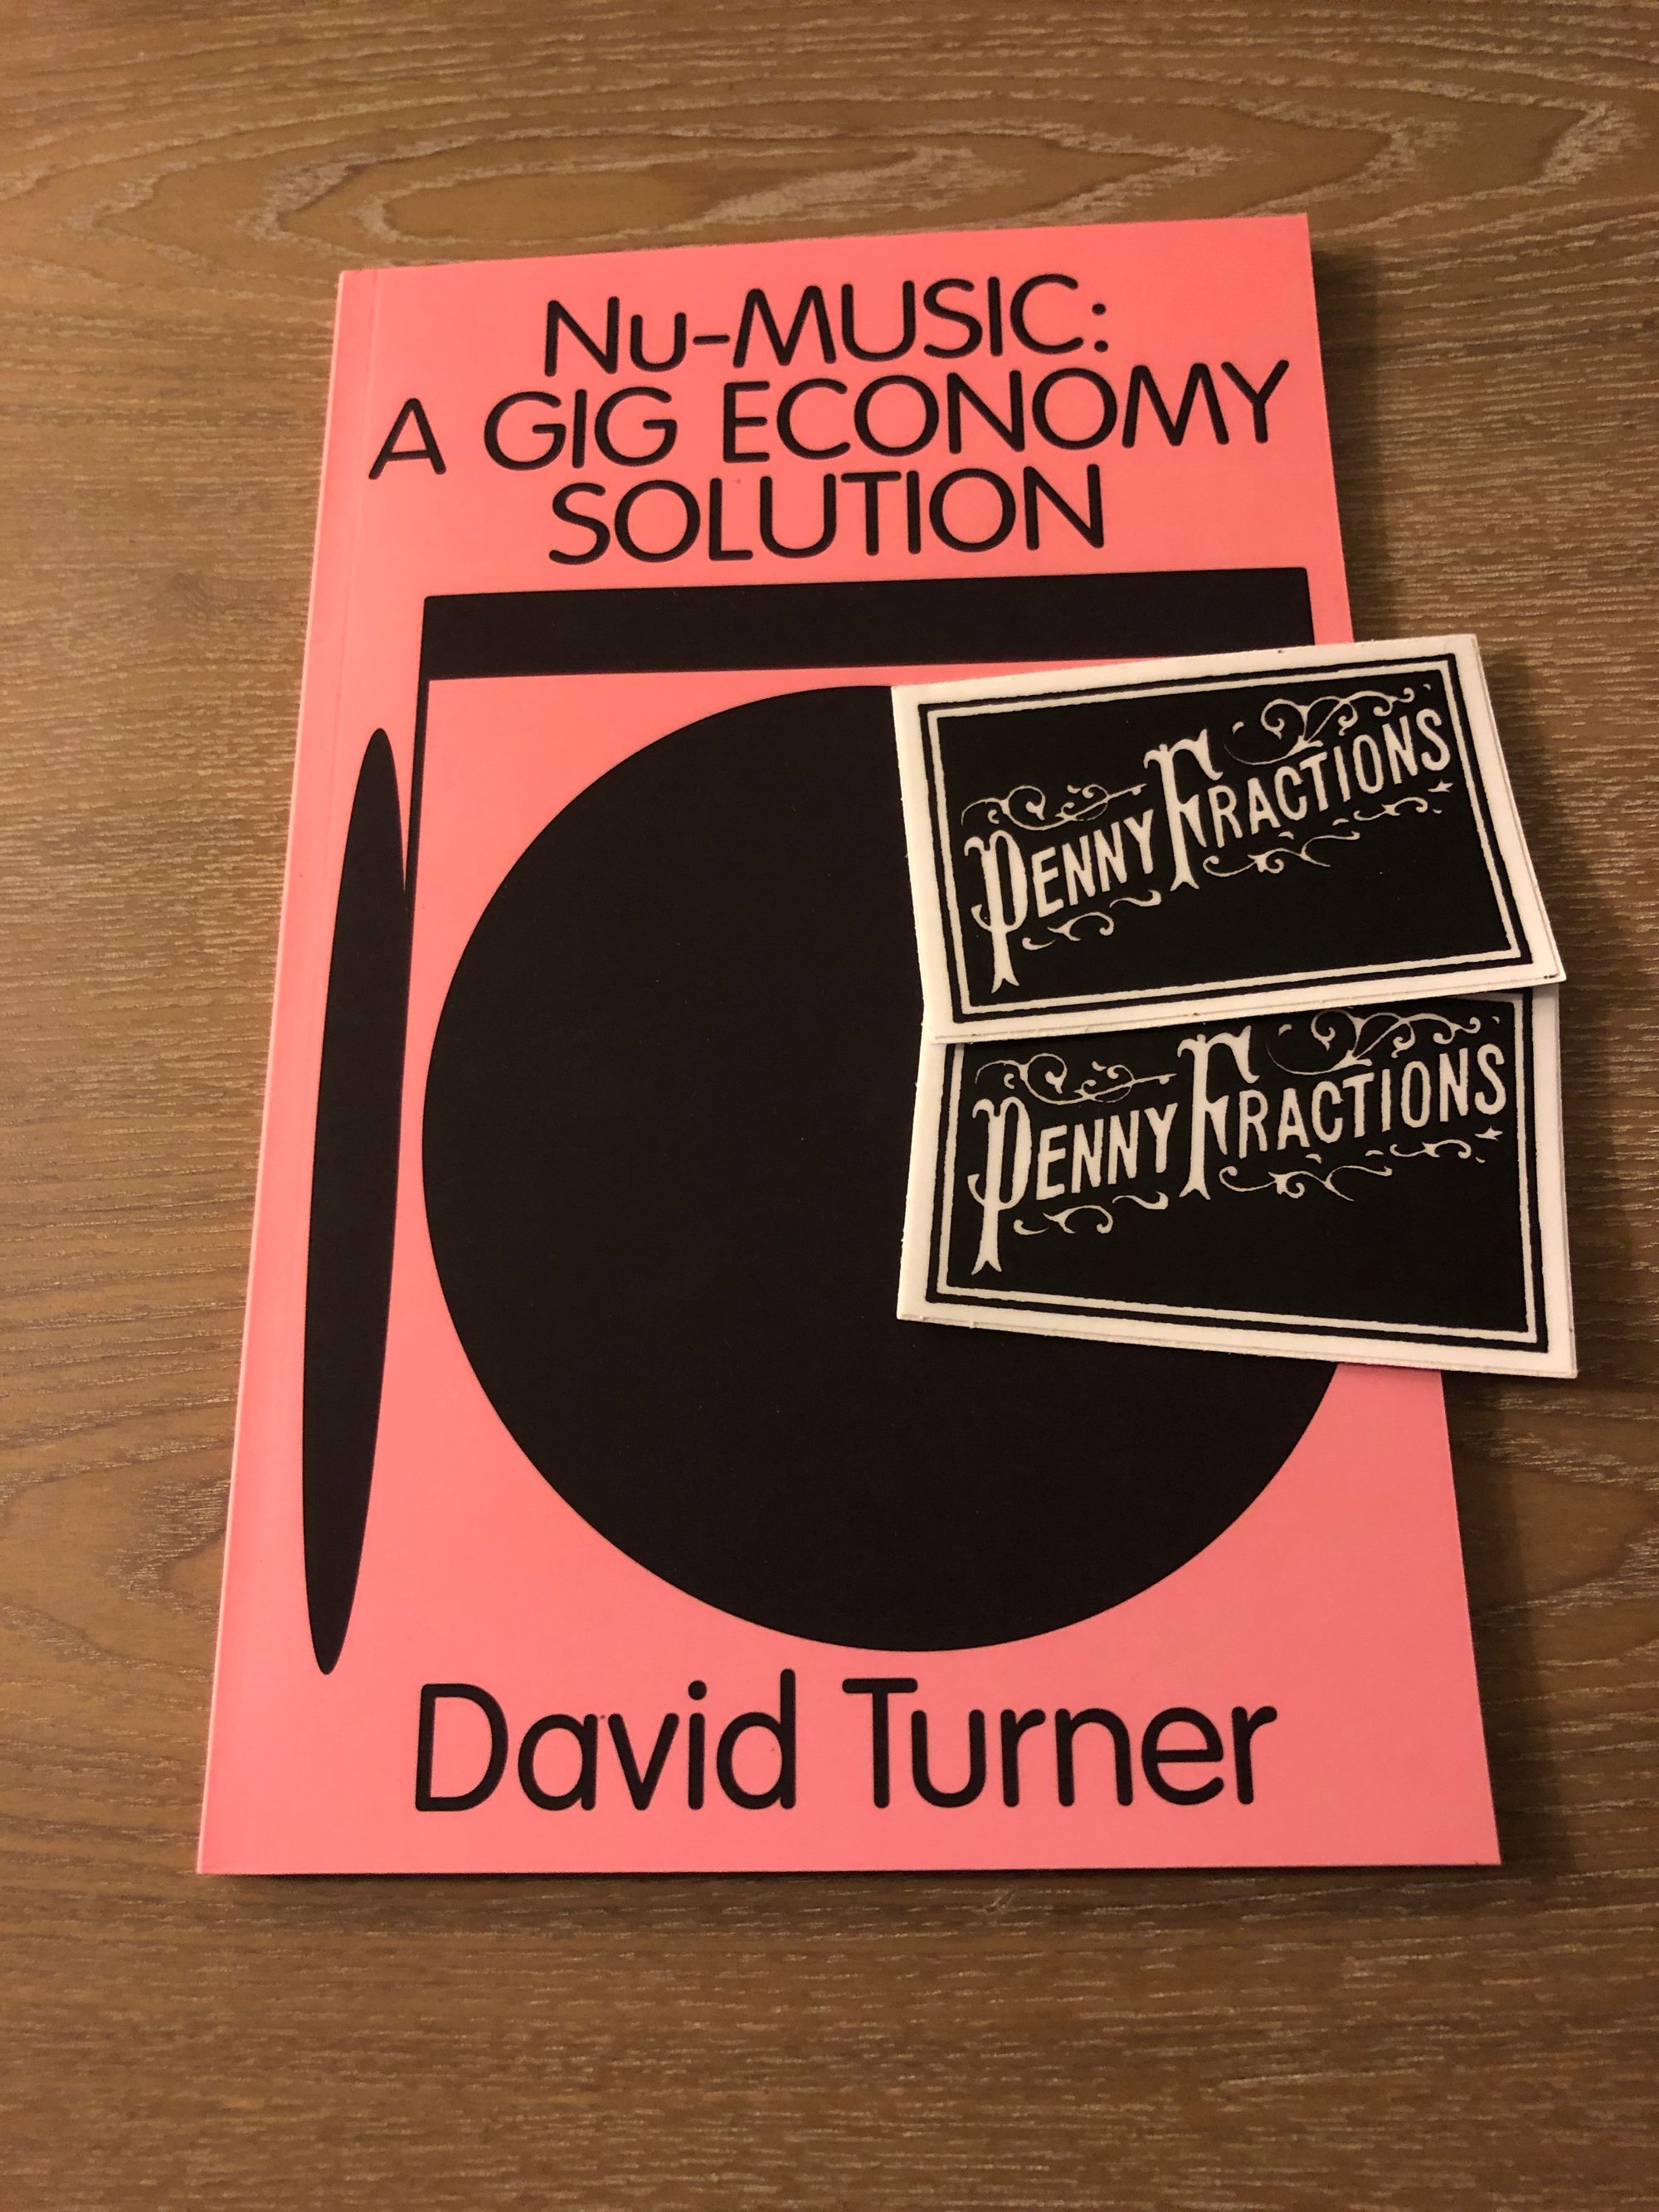 Nu-MUSIC:
A GIG ECONOMY
SOLUTION
PENNY FRACTIONS
PENNY FRACTIONS
David Turner